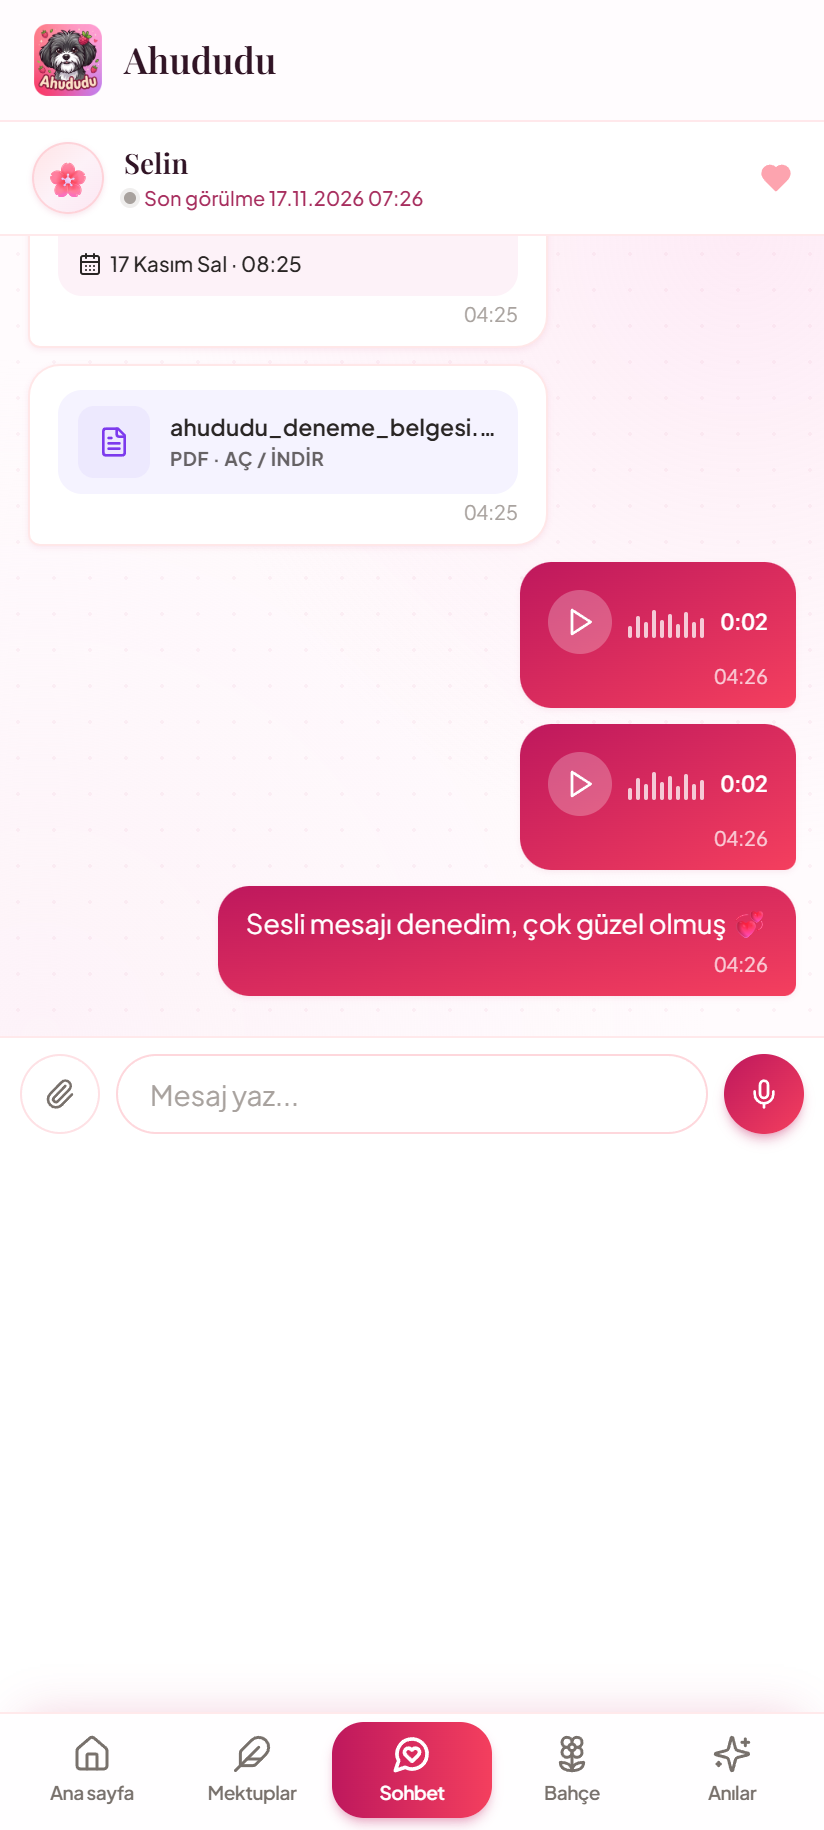 Ahududu
Ahududu
Selin
Son görülme 17.11.2026 07:26
17 Kasım Sal · 08:25
04:25
ahududu_deneme_belgesi.…
PDF · AÇ / İNDİR
04:25
0:02
04:26
0:02
04:26
Sesli mesajı denedim, çok güzel olmuş 💞
04:26
Mesaj yaz...
Ana sayfa
Mektuplar
Sohbet
Bahçe
Anılar